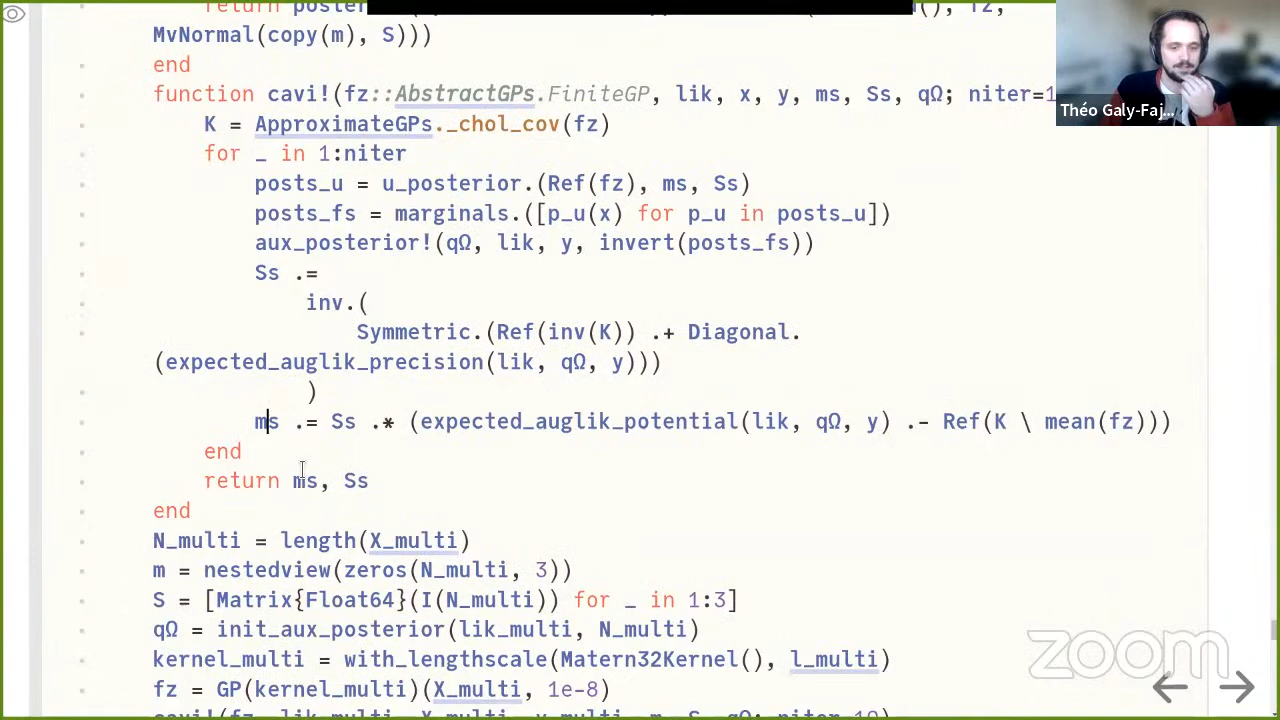 return poster
fz,
MvNormal(copy(m), S)))
end
function cavi!(fz::AbstractGPs.FiniteGP, lik, x, y, ms, Ss, qΩ; niter=1
K = ApproximateGPs._chol_cov(fz)
for _ in 1:niter
posts_u = u_posterior.(Ref(fz), ms, Ss)
posts_fs = marginals.([p_u(x) for p_u in posts_u])
aux_posterior!(qΩ, lik, y, invert(posts_fs))
Ss .=
inv.(
Symmetric.(Ref(inv(K)) .+ Diagonal.
(expected_auglik_precision(lik, qΩ, y)))
)
ms .= Ss .* (expected_auglik_potential(lik, qΩ, y) .- Ref(K \ mean(fz)))
end
return ms, Ss
end
N_multi = length(X_multi)
m = nestedview(zeros(N_multi, 3))
S = [Matrix{Float64}(I(N_multi)) for _ in 1:3]
qΩ = init_aux_posterior(lik_multi, N_multi)
kernel_multi = with_lengthscale(Matern32Kernel(), l_multi)
fz = GP(kernel_multi)(X_multi, 1e-8)
Théo Galy-Faj...
zoom